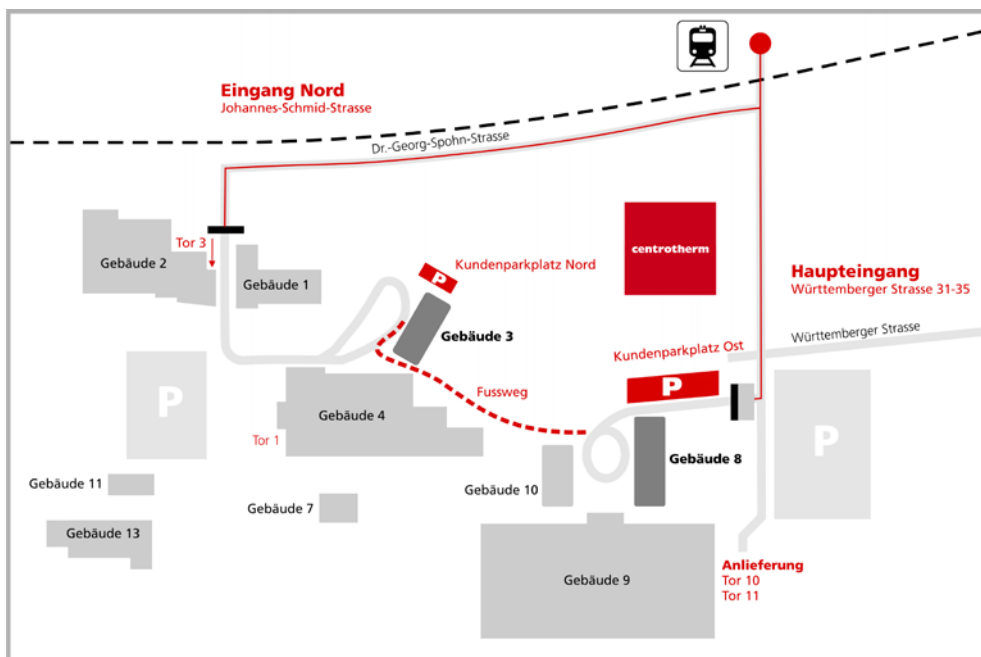 Eingang Nord
Johannes-Schmid-Strasse
Dr.-Georg-Spohn-Strasse
Tor 3
Gebäude 2
Gebäude 1
Kundenparkplatz Nord
P
centrotherm
Haupteingang
Württemberger Strasse 31-35
Gebäude 3
Württemberger Strasse
Kundenparkplatz Ost
P
Fussweg
P
Gebäude 4
P
Tor 1
Gebäude 8
Gebäude 11
Gebäude 10
Gebäude 7
Gebäude 13
Gebäude 9
Anlieferung
Tor 10
Tor 11